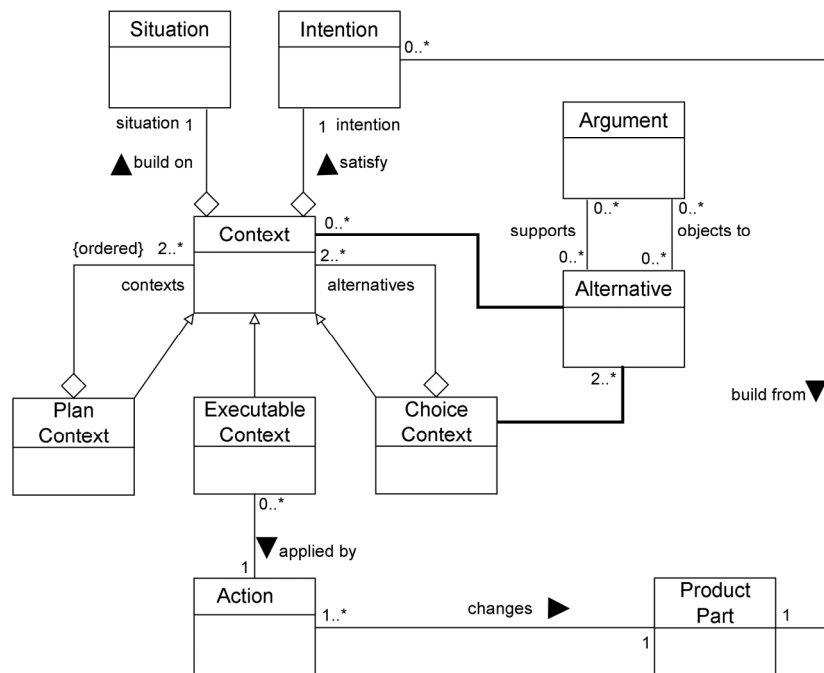 Situation
Intention
0..*
situation 1
1 intention
build on
satisfy
Argument
0..*
0..*
supports
objects to
0..*
0..*
Context
0..*
{ordered} 2..*
2..*
contexts
alternatives
Alternative
2..*
build from
Plan
Context
Executable
Context
Choice
Context
0..*
applied by
1
Action
1..*
changes
Product
Part
1
1